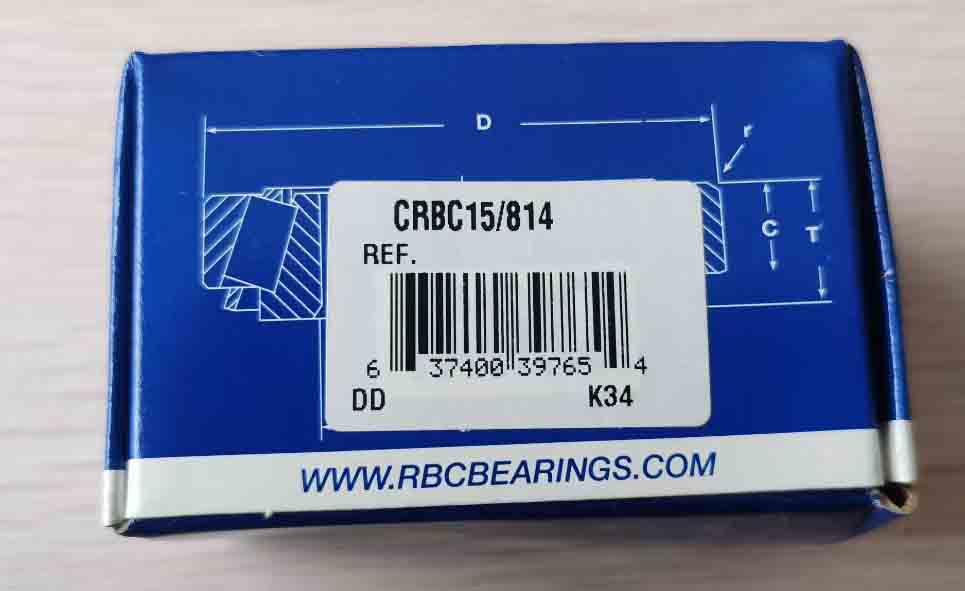 D
r
CRBC15/814
C T
REF.
6 37400 39765 4
DD K34
WWW.RBCBEARINGS.COM